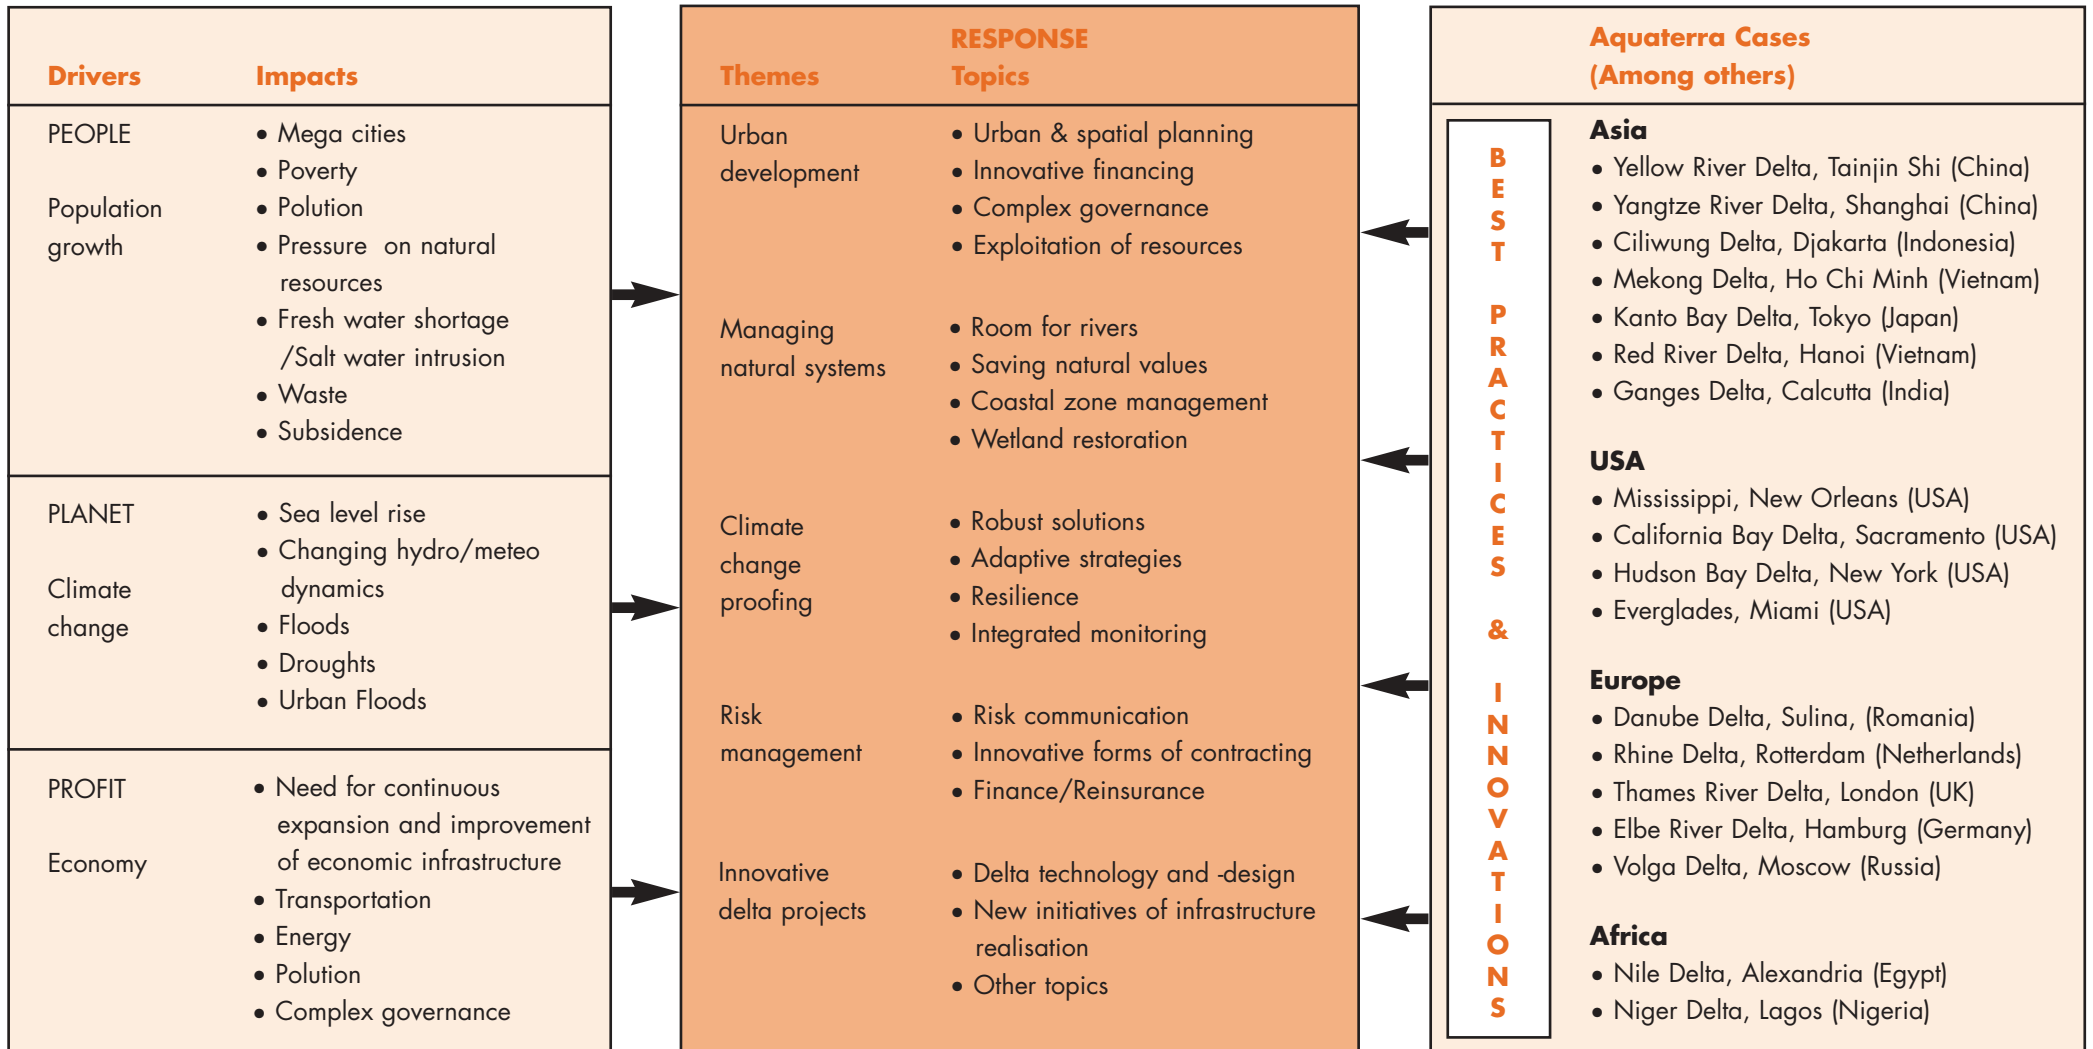 Drivers
Impacts
PEOPLE
Population
growth
• Mega cities
• Poverty
• Polution
• Pressure on natural
resources
• Fresh water shortage
/Salt water intrusion
• Waste
• Subsidence
PLANET
Climate
change
• Sea level rise
• Changing hydro/meteo
dynamics
• Floods
• Droughts
• Urban Floods
PROFIT
Economy
• Need for continuous
expansion and improvement
of economic infrastructure
• Transportation
• Energy
• Polution
• Complex governance
RESPONSE
Themes
Topics
Urban
development
• Urban & spatial planning
• Innovative financing
• Complex governance
• Exploitation of resources
Managing
natural systems
• Room for rivers
• Saving natural values
• Coastal zone management
• Wetland restoration
Climate
change
proofing
• Robust solutions
• Adaptive strategies
• Resilience
• Integrated monitoring
Risk
management
• Risk communication
• Innovative forms of contracting
• Finance/Reinsurance
Innovative
delta projects
• Delta technology and -design
• New initiatives of infrastructure
realisation
• Other topics
BEST PRACTICES & INNOVATIONS
Aquaterra Cases
(Among others)
Asia
• Yellow River Delta, Tainjin Shi (China)
• Yangtze River Delta, Shanghai (China)
• Ciliwung Delta, Djakarta (Indonesia)
• Mekong Delta, Ho Chi Minh (Vietnam)
• Kanto Bay Delta, Tokyo (Japan)
• Red River Delta, Hanoi (Vietnam)
• Ganges Delta, Calcutta (India)
USA
• Mississippi, New Orleans (USA)
• California Bay Delta, Sacramento (USA)
• Hudson Bay Delta, New York (USA)
• Everglades, Miami (USA)
Europe
• Danube Delta, Sulina, (Romania)
• Rhine Delta, Rotterdam (Netherlands)
• Thames River Delta, London (UK)
• Elbe River Delta, Hamburg (Germany)
• Volga Delta, Moscow (Russia)
Africa
• Nile Delta, Alexandria (Egypt)
• Niger Delta, Lagos (Nigeria)